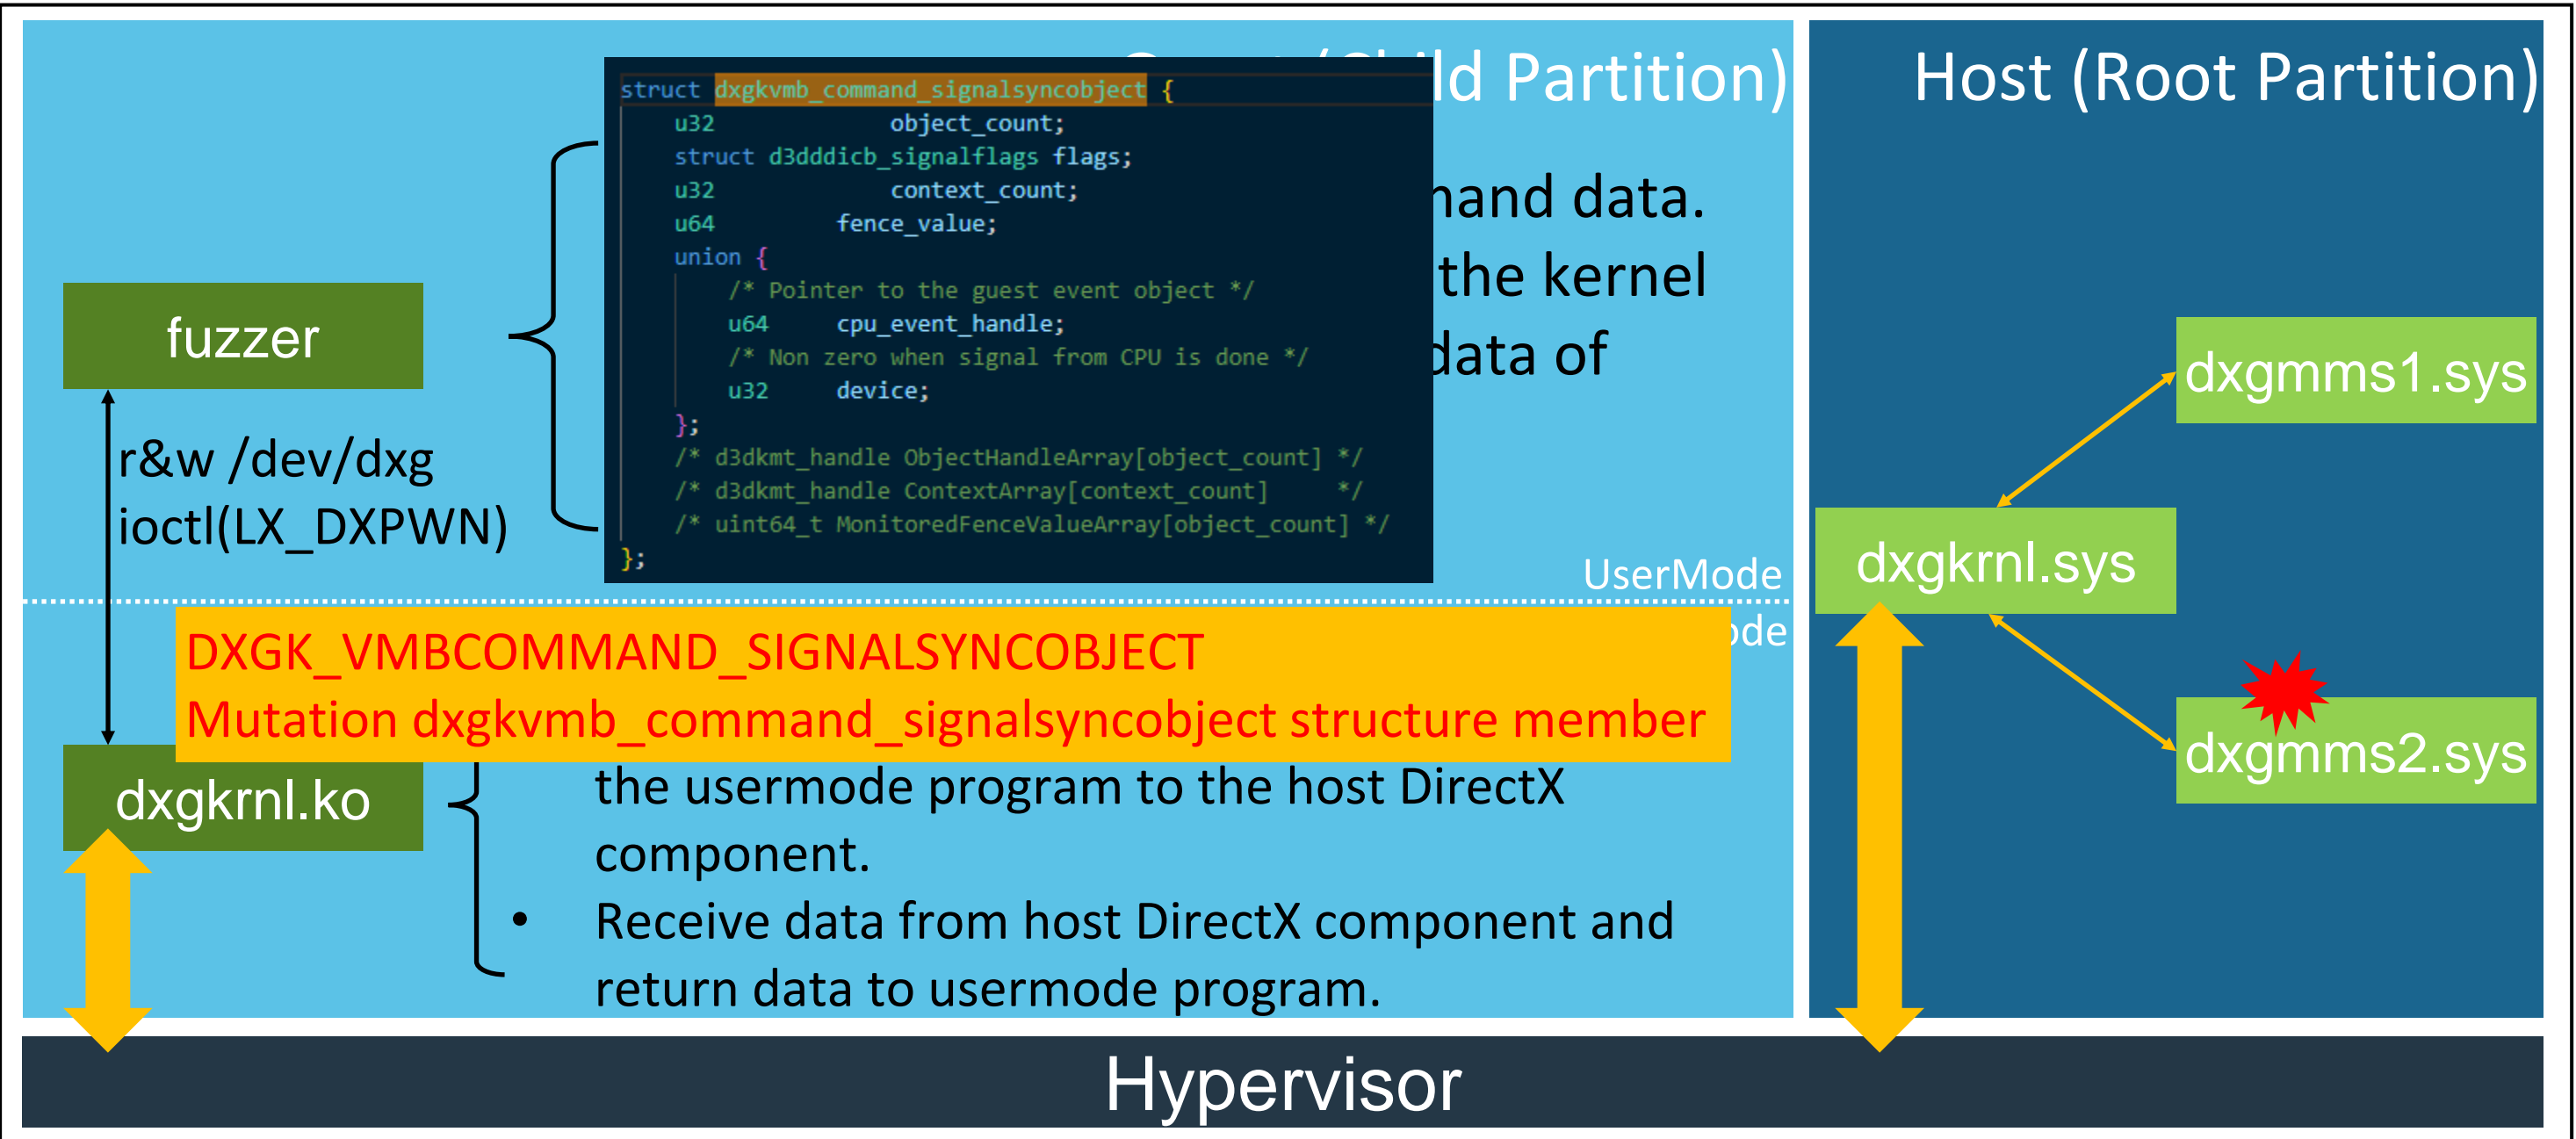 ld Partition)
Host (Root Partition)
struct dxgkvmb_command_signalsyncobject {
u32 object_count;
struct d3dddicb_signalflags flags;
u32 context_count;
u64 fence_value;
union {
/* Pointer to the guest event object */
u64 cpu_event_handle;
/* Non zero when signal from CPU is done */
u32 device;
};
/* d3dkmt_handle ObjectHandleArray[object_count] */
/* d3dkmt_handle ContextArray[context_count] */
/* uint64_t MonitoredFenceValueArray[object_count] */
};
data.
the kernel
data of
fuzzer
r&w /dev/dxg
ioctl(LX_DXPWN)
UserMode
DXGK_VMBCOMMAND_SIGNALSYNCOBJECT
Mutation dxgkvmb_command_signalsyncobject structure member
dxgkrnl.ko
the usermode program to the host DirectX
component.
• Receive data from host DirectX component and
return data to usermode program.
dxgmms1.sys
dxgkrnl.sys
dxgmms2.sys
Hypervisor